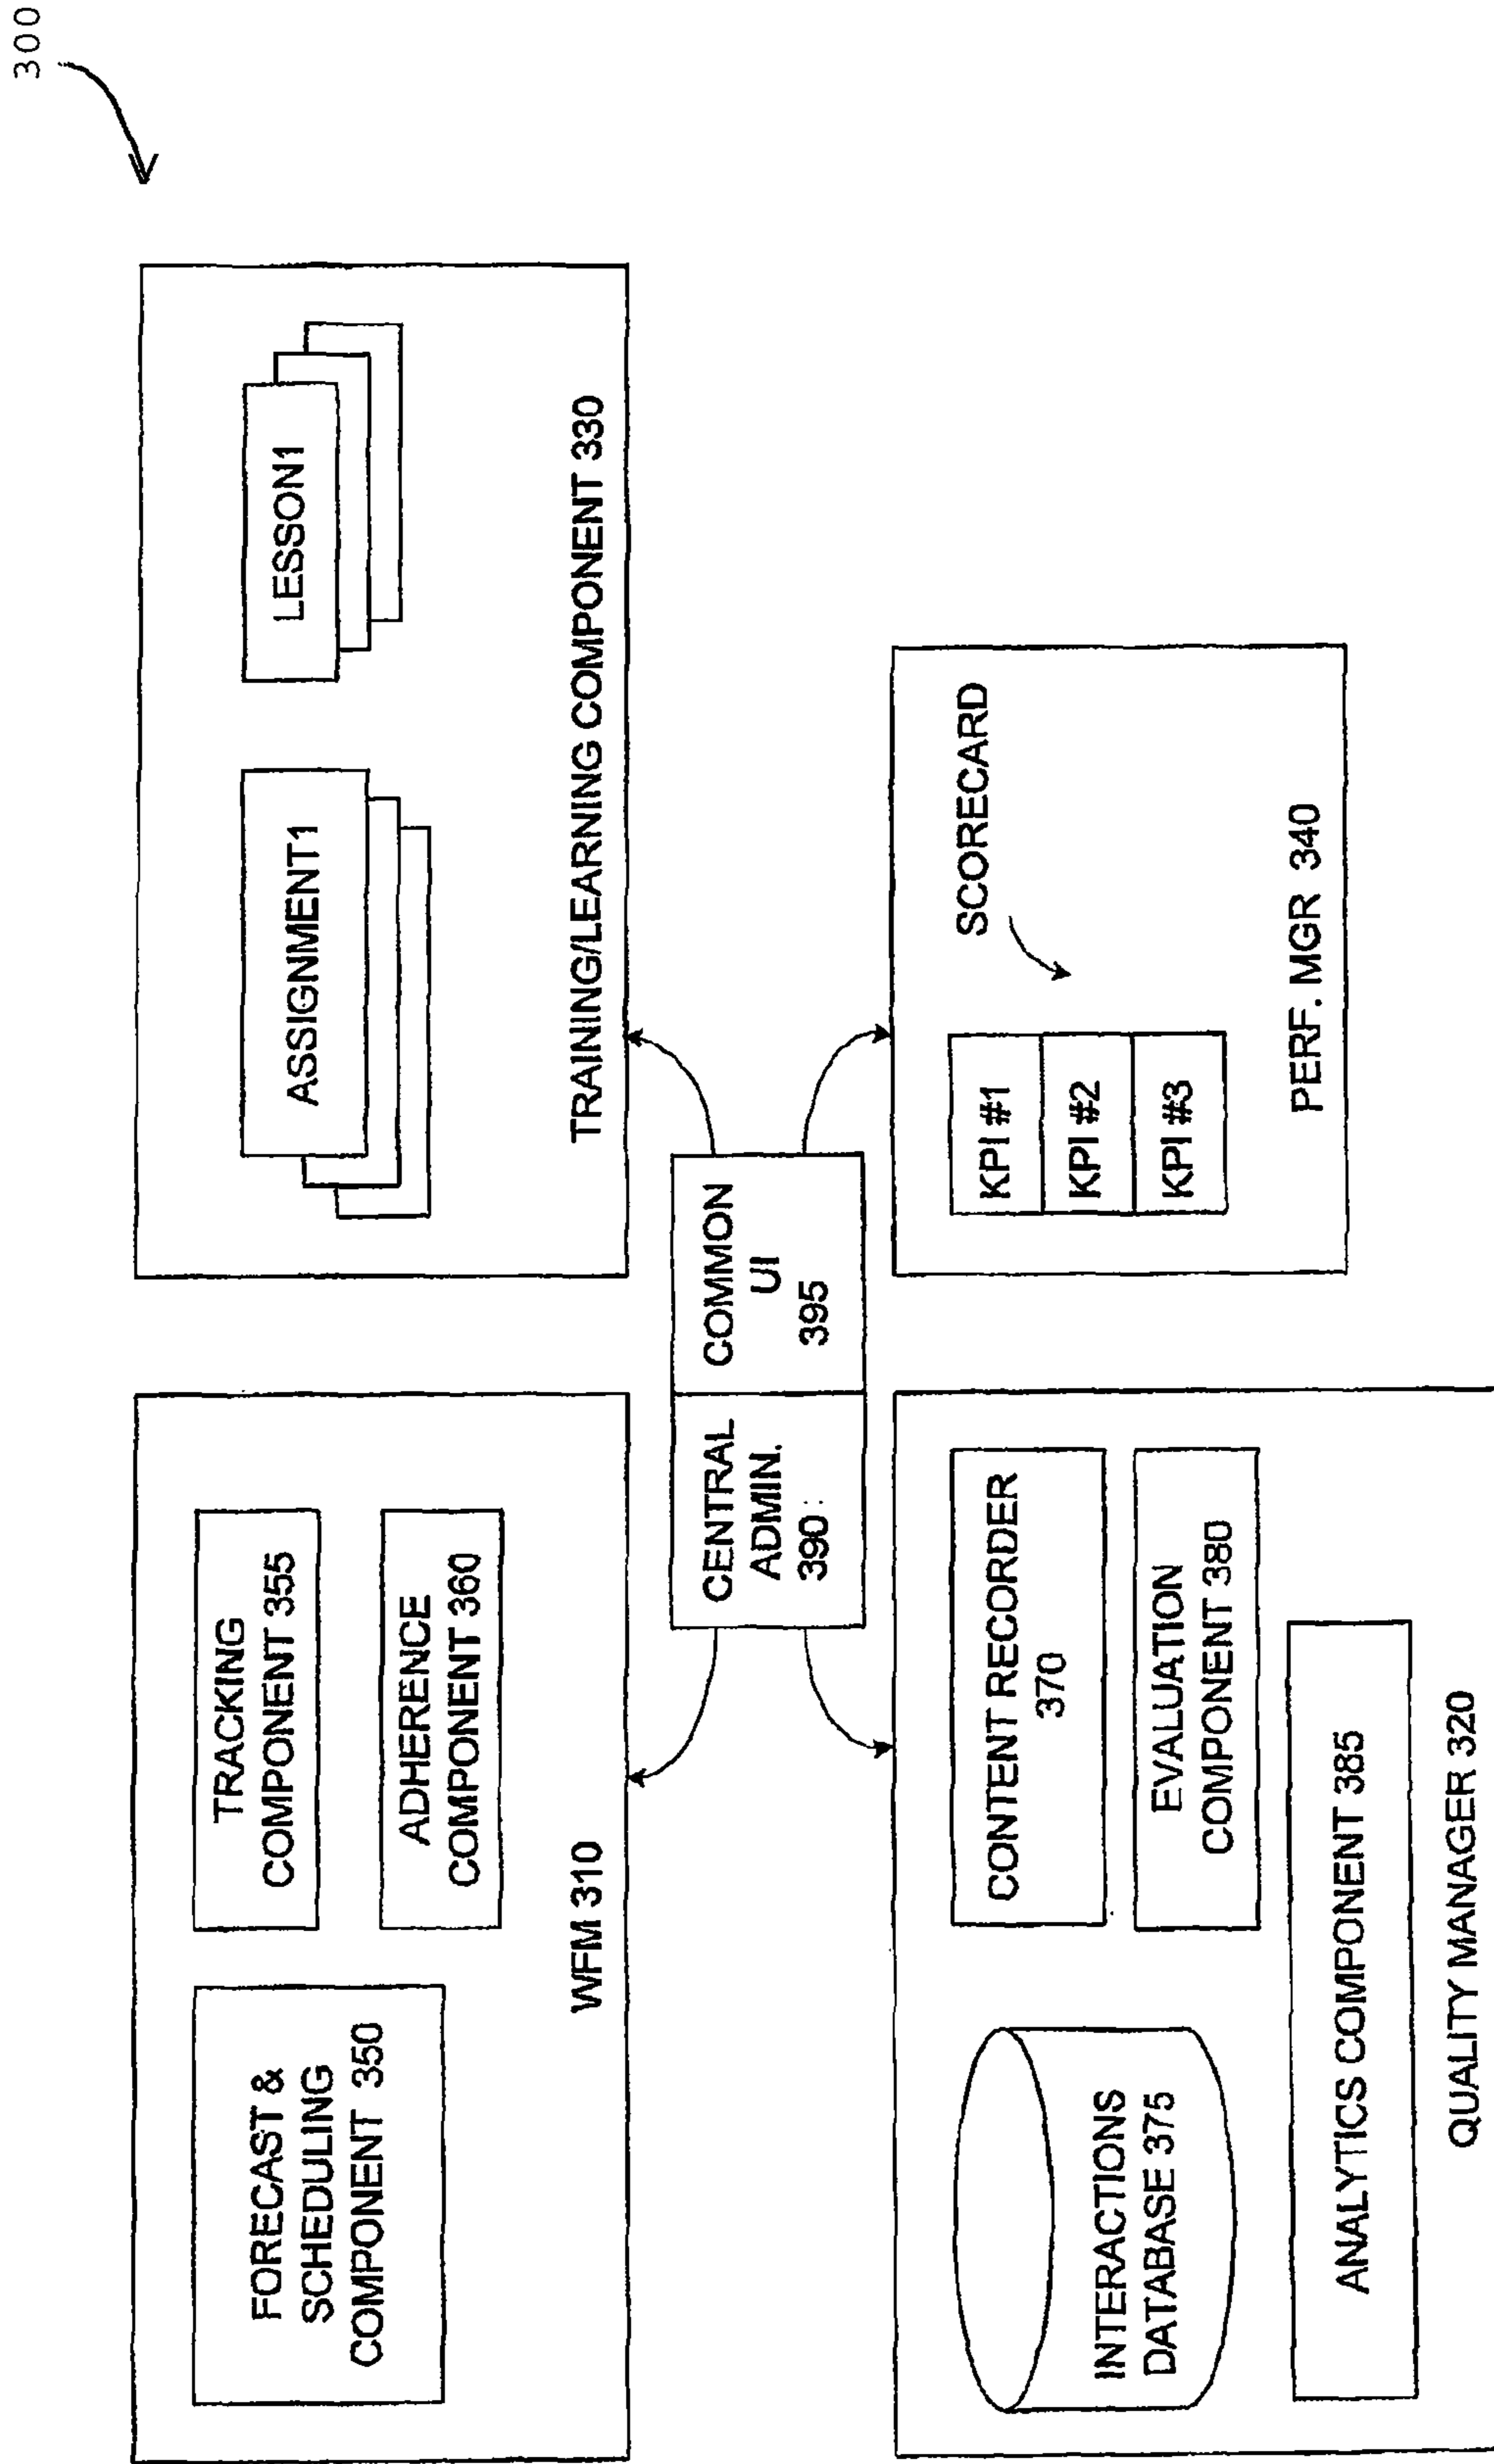 300
FORECAST &
SCHEDULING
COMPONENT 350
TRACKING
COMPONENT 355
ADHERENCE
COMPONENT 360
WFM 310
ASSIGNMENT1
LESSON1
TRAINING/LEARNING COMPONENT 330
CENTRAL
ADMIN.
390
COMMON
UI
395
INTERACTIONS
DATABASE 375
CONTENT RECORDER
370
EVALUATION
COMPONENT 380
ANALYTICS COMPONENT 385
QUALITY MANAGER 320
KPI #1
KPI #2
KPI #3
SCORECARD
PERF. MGR 340